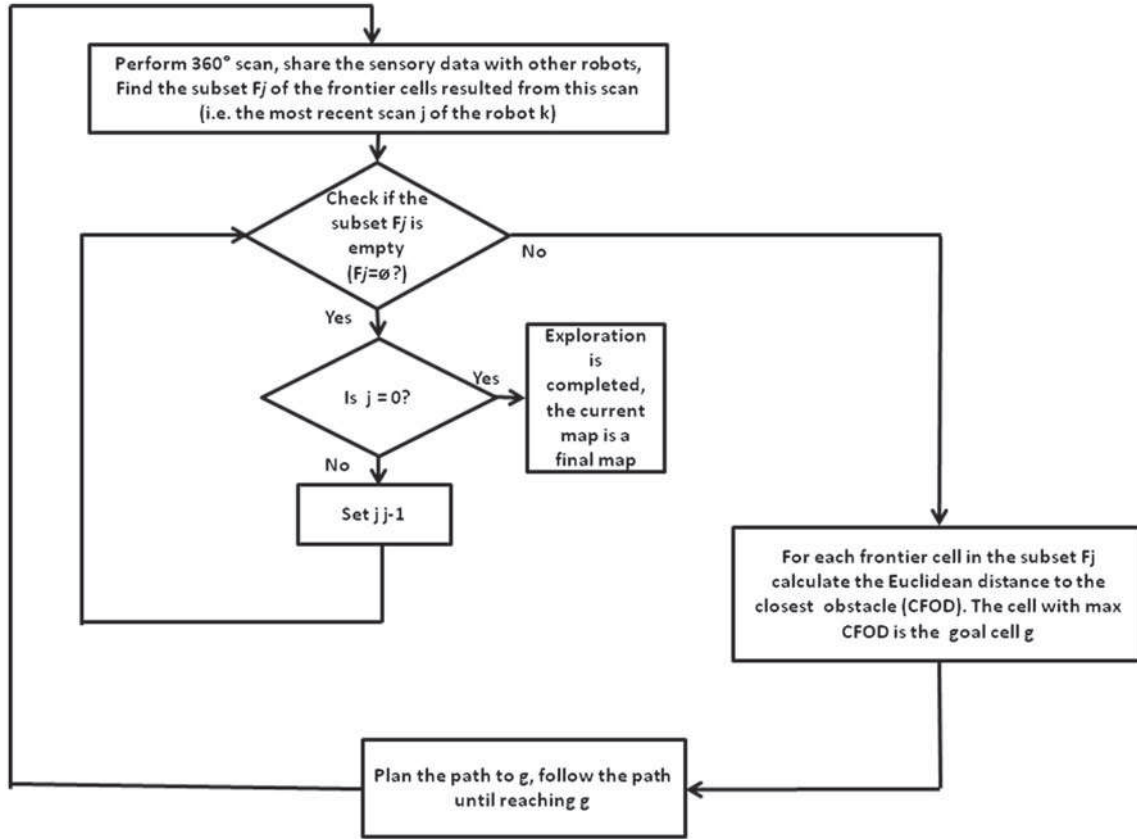 Perform 360° scan, share the sensory data with other robots,
Find the subset Fj of the frontier cells resulted from this scan
(i.e. the most recent scan j of the robot k)
Check if the
subset Fj is
empty
(Fj=ø?)
No
Yes
Is j = 0?
Yes
Exploration
is
completed,
the current
map is a
final map
No
Set j j-1
For each frontier cell in the subset Fj
calculate the Euclidean distance to the
closest obstacle (CFOD). The cell with max
CFOD is the goal cell g
Plan the path to g, follow the path
until reaching g